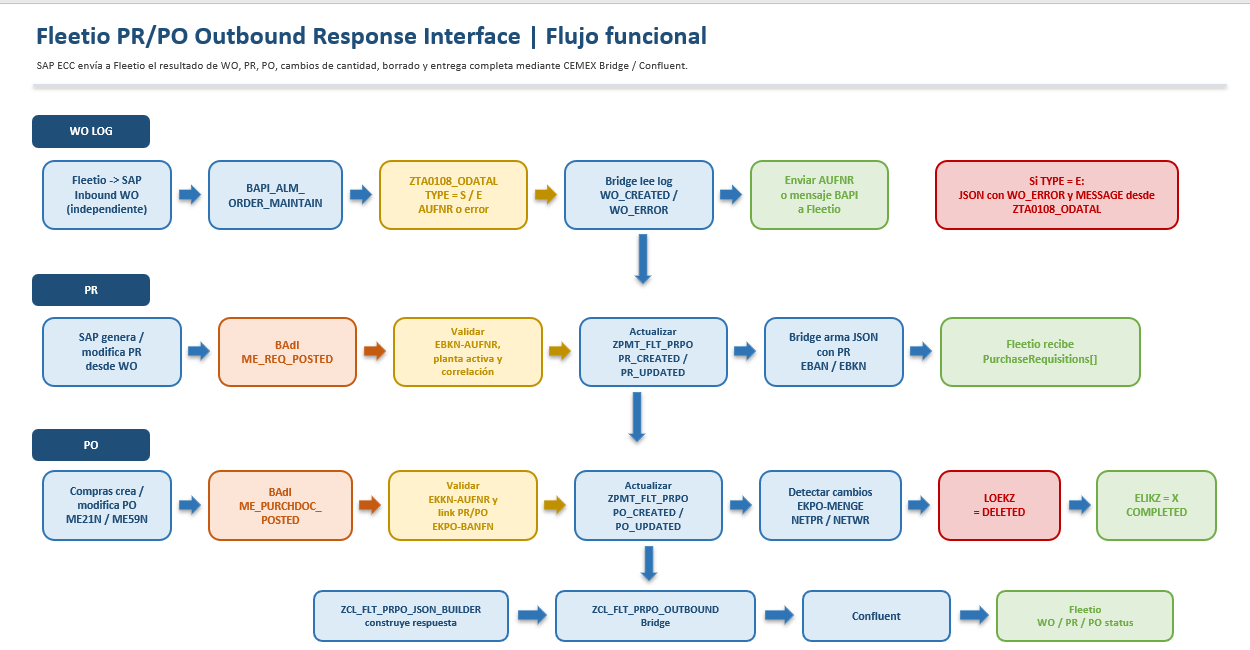 Fleetio PR/PO Outbound Response Interface | Flujo funcional
SAP ECC envía a Fleetio el resultado de WO, PR, PO, cambios de cantidad, borrado y entrega completa mediante CEMEX Bridge / Confluent.
WO LOG
Fleetio -> SAP
Inbound WO
(independiente)
BAPI_ALM_
ORDER_MAINTAIN
ZTA0108_ODATAL
TYPE = S / E
AUFNR o error
Bridge lee log
WO_CREATED /
WO_ERROR
Enviar AUFNR
o mensaje BAPI
a Fleetio
Si TYPE = E:
JSON con WO_ERROR y MESSAGE desde
ZTA0108_ODATAL
PR
SAP genera /
modifica PR
desde WO
BAdI
ME_REQ_POSTED
Validar
EBKN-AUFNR,
planta activa y
correlación
Actualizar
ZPMT_FLT_PRPO
PR_CREATED /
PR_UPDATED
Bridge arma JSON
con PR
EBAN / EBKN
Fleetio recibe
PurchaseRequisitions[]
PO
Compras crea /
modifica PO
ME21N / ME59N
BAdI
ME_PURCHDOC_
POSTED
Validar
EKKN-AUFNR y
link PR/PO
EKPO-BANFN
Actualizar
ZPMT_FLT_PRPO
PO_CREATED /
PO_UPDATED
Detectar cambios
EKPO-MENGE
NETPR / NETWR
LOEKZ
= DELETED
ELIKZ = X
COMPLETED
ZCL_FLT_PRPO_JSON_BUILDER
construye respuesta
ZCL_FLT_PRPO_OUTBOUND
Bridge
Confluent
Fleetio
WO / PR / PO status